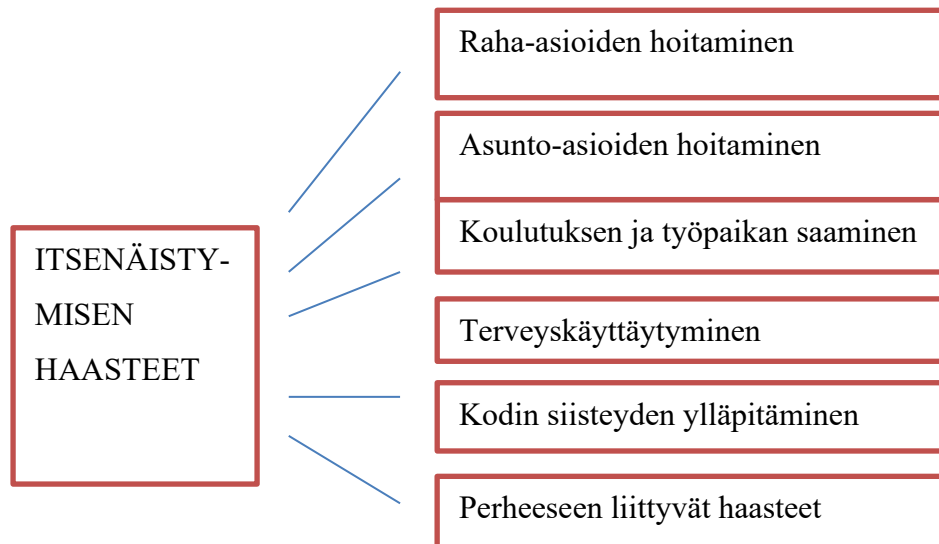 Raha-asioiden hoitaminen
Asunto-asioiden hoitaminen
Koulutuksen ja työpaikan saaminen
ITSENÄISTY-
MISEN
HAASTEET
Terveyskäyttäytyminen
Kodin siisteyden ylläpitäminen
Perheeseen liittyvät haasteet